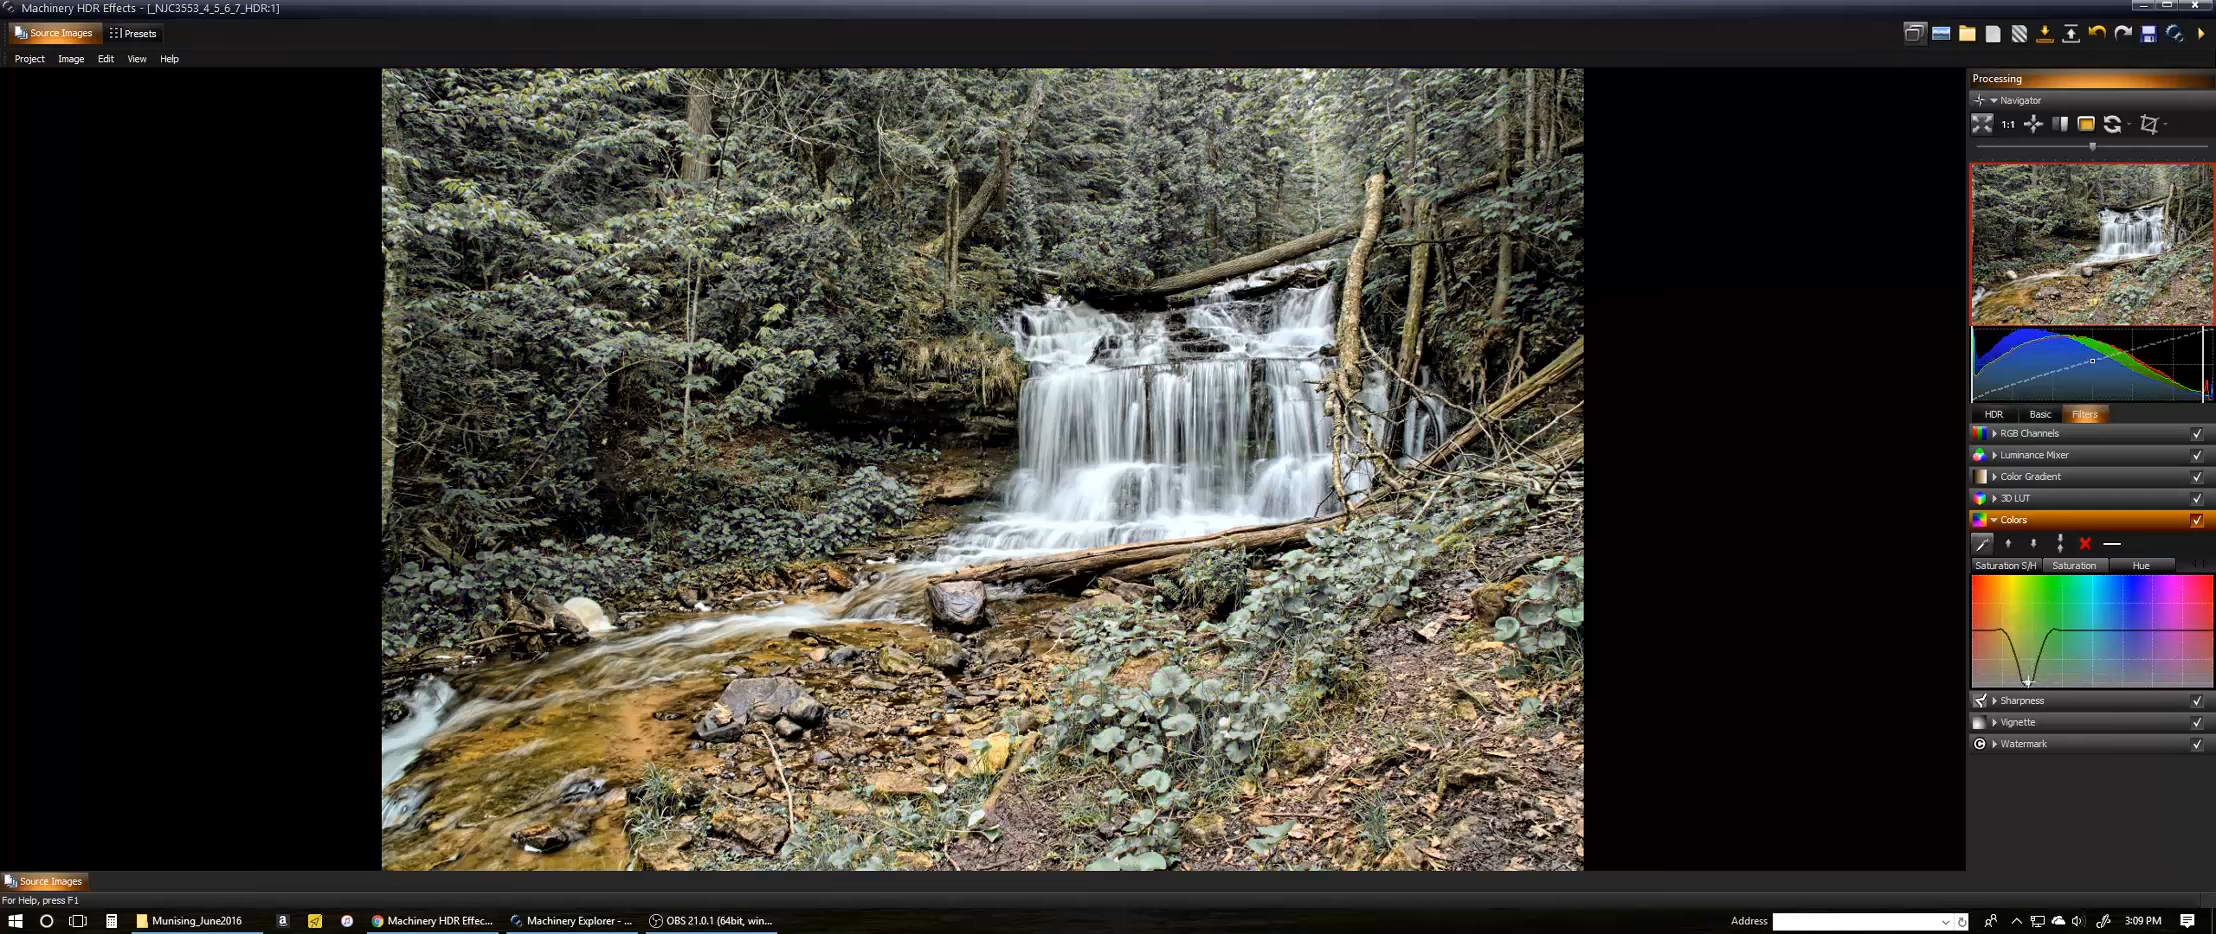 Machinery HDR Effects - [_NJC3553_4_5_6_7_HDR:1]
Source Images
Presets
Project Image Edit View Help
Processing
Navigator
1:1
HDR Basic Filters
RGB Channels
Luminance Mixer
Color Gradient
3D LUT
Colors
Saturation S/H Saturation Hue
Sharpness
Vignette
Watermark
Source Images
For Help, press F1
Munising_June2016
Machinery HDR Effec...
Machinery Explorer - ...
OBS 21.0.1 (64bit, win...
Address
3:09 PM